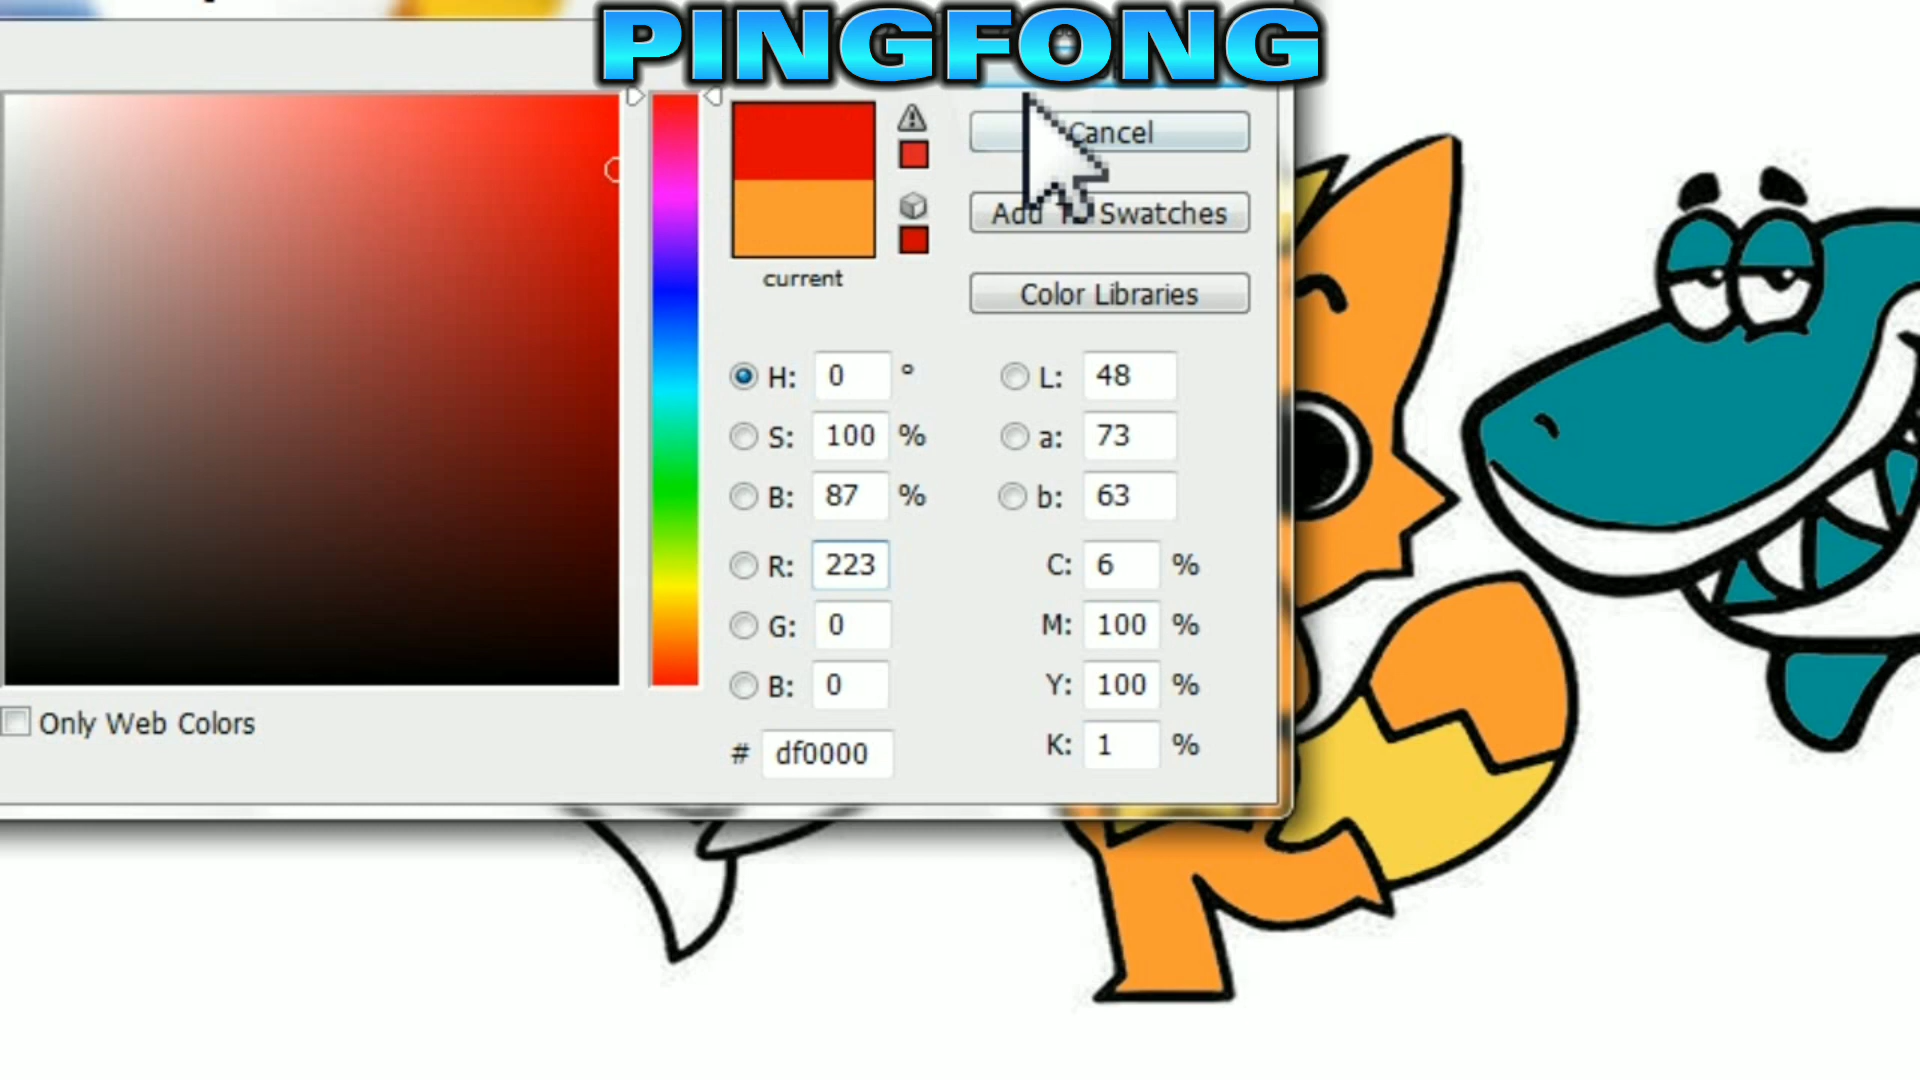 PINGFONG
Cancel
Add To Swatches
current
Color Libraries
H: 0 °
L: 48
S: 100 %
a: 73
B: 87 %
b: 63
R: 223
C: 6 %
G: 0
M: 100 %
B: 0
Y: 100 %
Only Web Colors
# df0000
K: 1 %